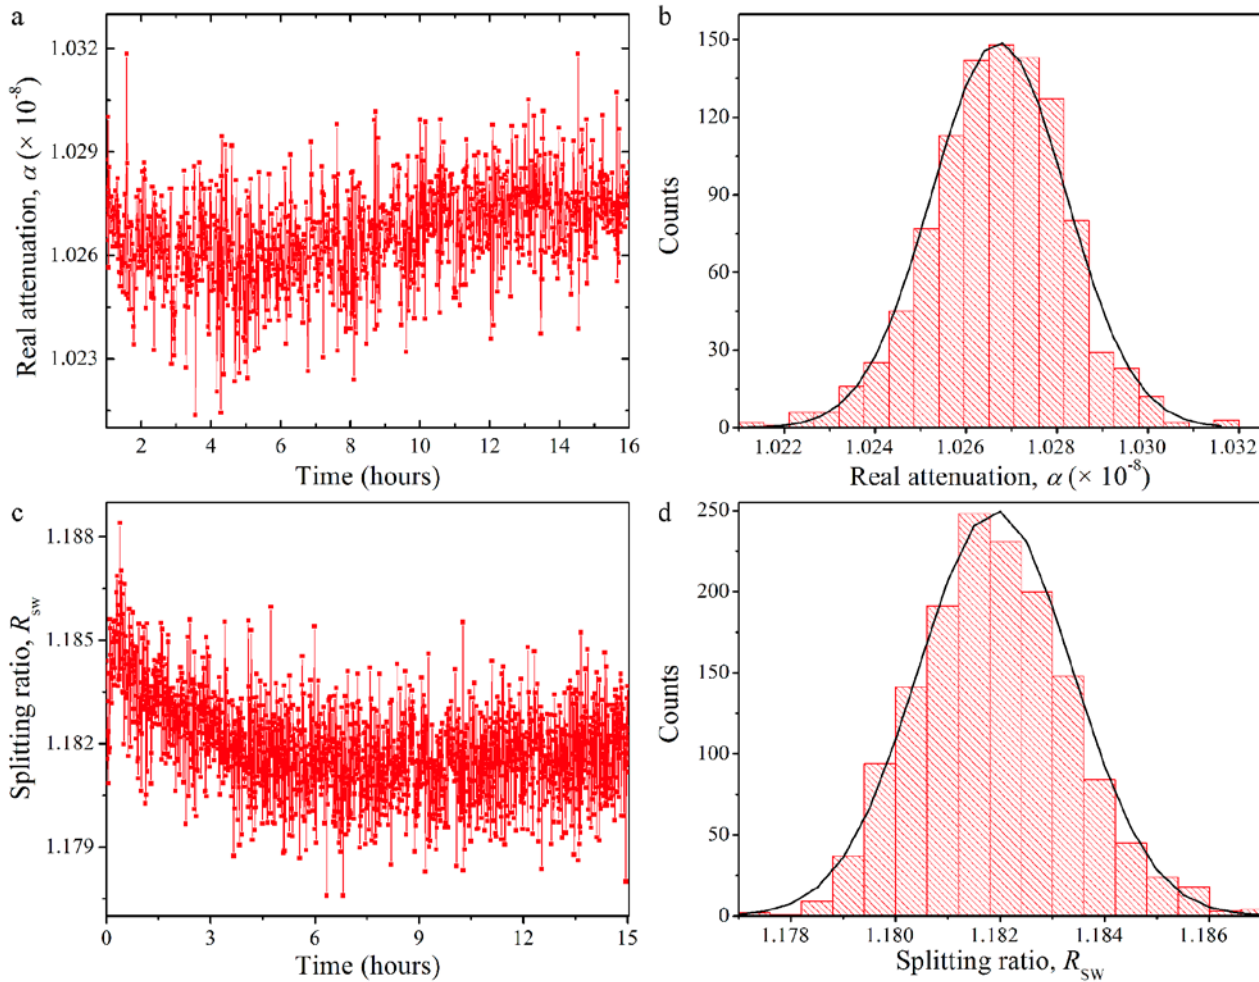 a
1.032
1.029
1.026
1.023
Real attenuation, α (× 10⁻⁸)
2 4 6 8 10 12 14 16
Time (hours)
b
150
120
90
60
30
0
Counts
1.022 1.024 1.026 1.028 1.030 1.032
Real attenuation, α (× 10⁻⁸)
c
1.188
1.185
1.182
1.179
Splitting ratio, R_sw
0 3 6 9 12 15
Time (hours)
d
250
200
150
100
50
0
Counts
1.178 1.180 1.182 1.184 1.186
Splitting ratio, R_SW